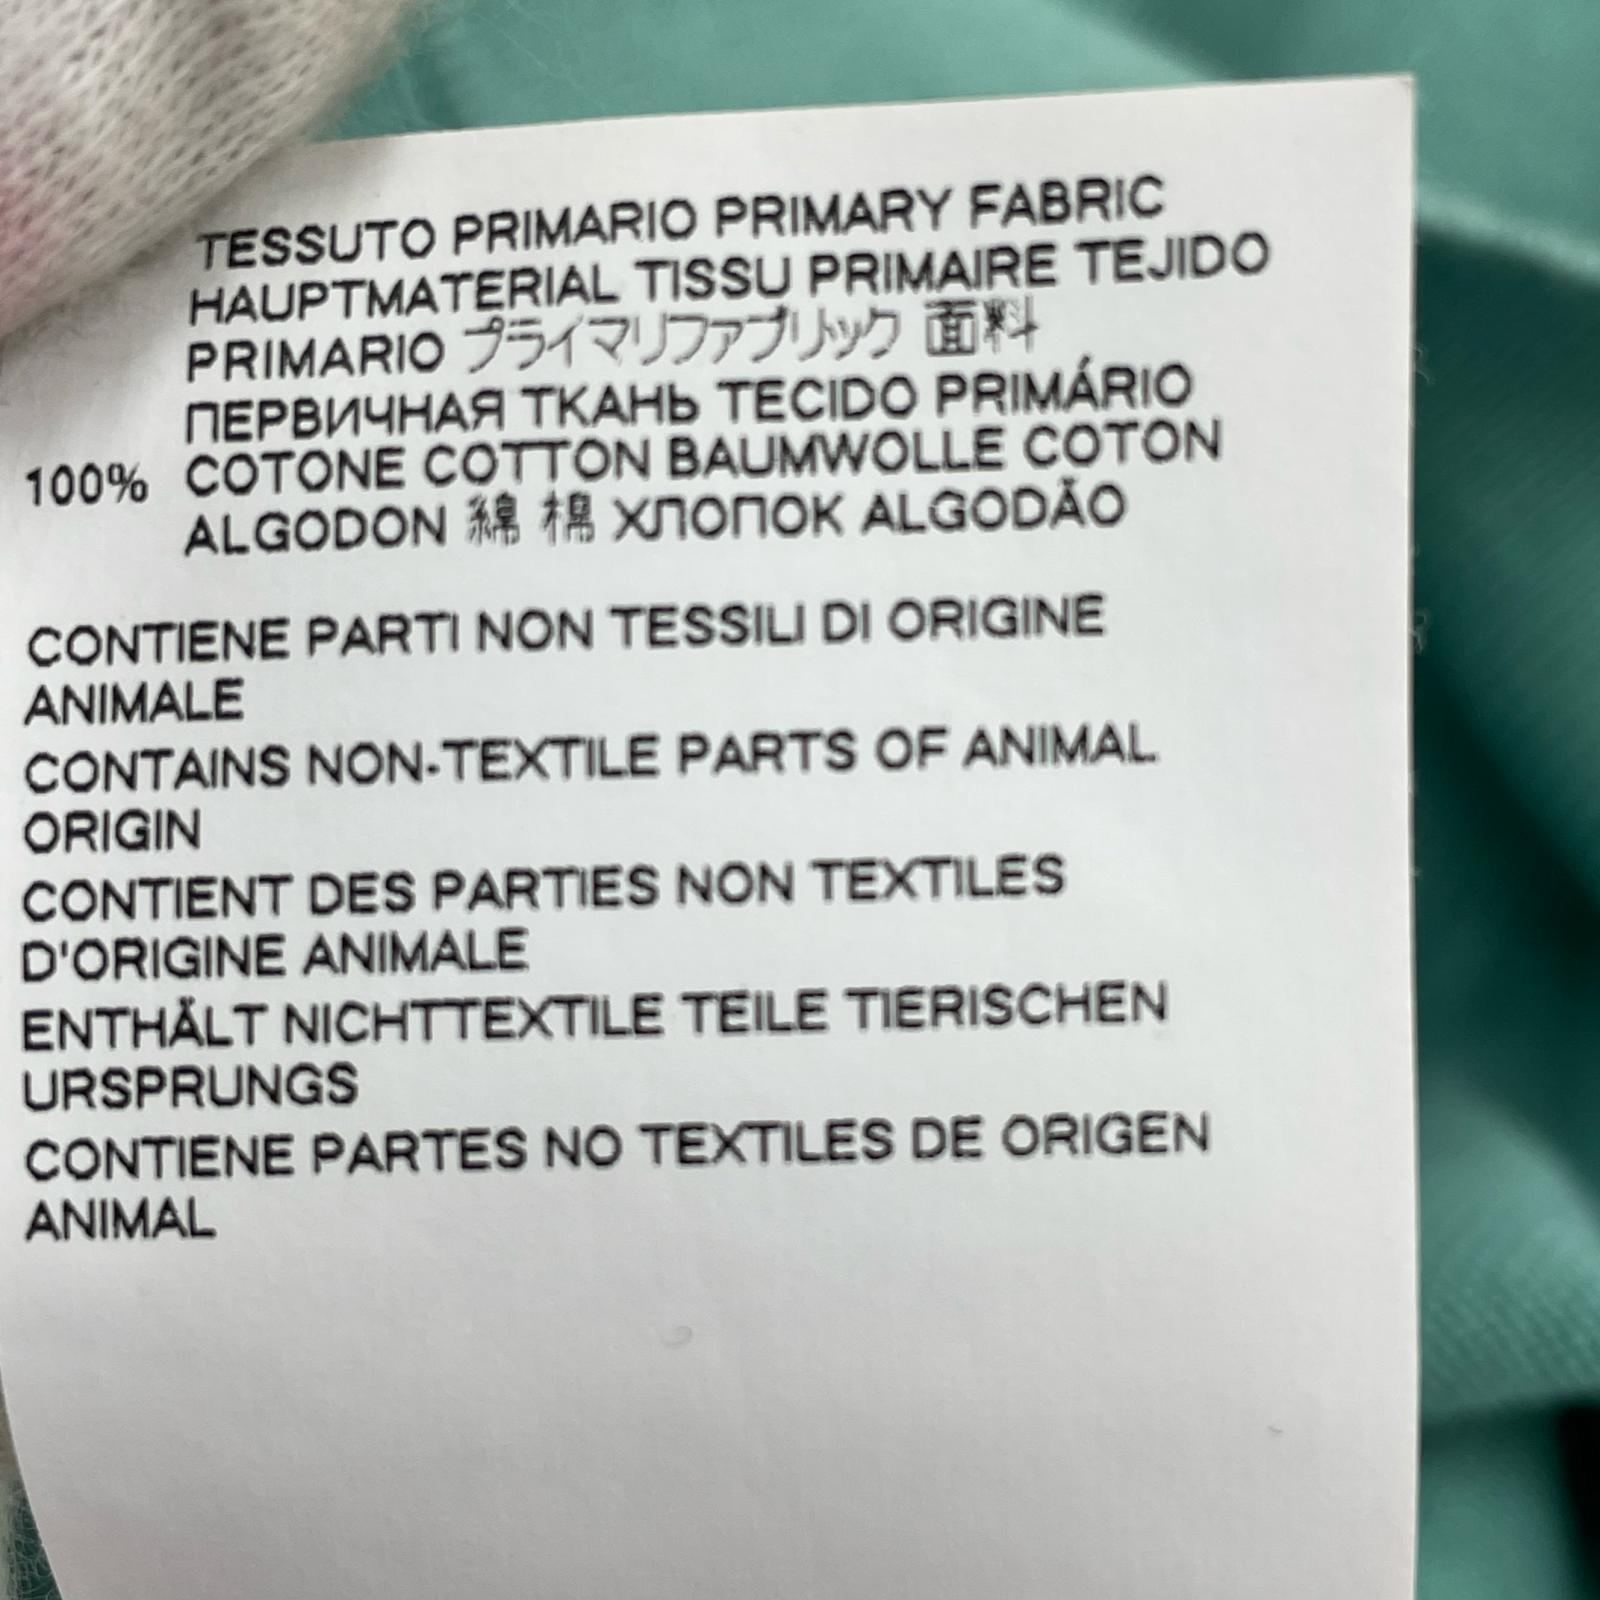 TESSUTO PRIMARIO PRIMARY FABRIC
HAUPTMATERIAL TISSU PRIMAIRE TEJIDO
PRIMARIO プライマリファブリック 面料
ПЕРВИЧНАЯ ТКАНЬ TECIDO PRIMÁRIO
100% COTONE COTTON BAUMWOLLE COTON
ALGODON 綿 棉 ХЛОПОК ALGODÃO
CONTIENE PARTI NON TESSILI DI ORIGINE
ANIMALE
CONTAINS NON-TEXTILE PARTS OF ANIMAL
ORIGIN
CONTIENT DES PARTIES NON TEXTILES
D'ORIGINE ANIMALE
ENTHÄLT NICHTTEXTILE TEILE TIERISCHEN
URSPRUNGS
CONTIENE PARTES NO TEXTILES DE ORIGEN
ANIMAL